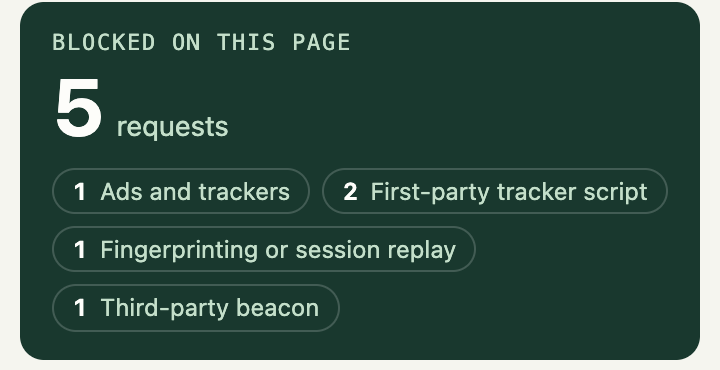 BLOCKED ON THIS PAGE
5 requests
1 Ads and trackers 2 First-party tracker script
1 Fingerprinting or session replay
1 Third-party beacon